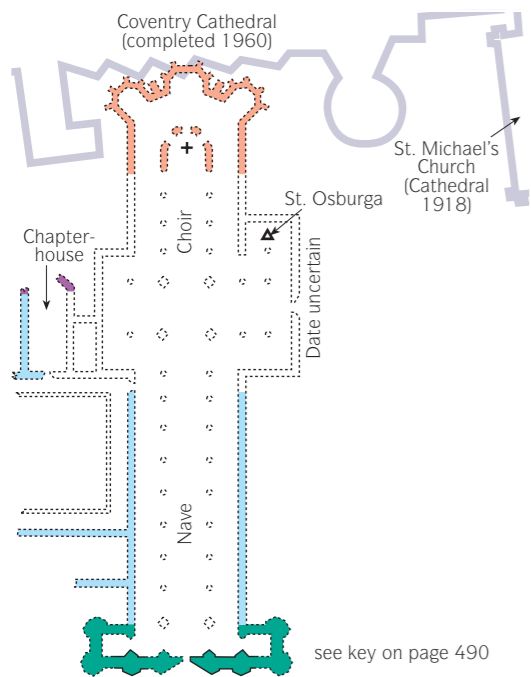 Coventry Cathedral
(completed 1960)
St. Michael's
Church
(Cathedral
1918)
St. Osburga
Chapter-
house
Choir
Date uncertain
Nave
see key on page 490